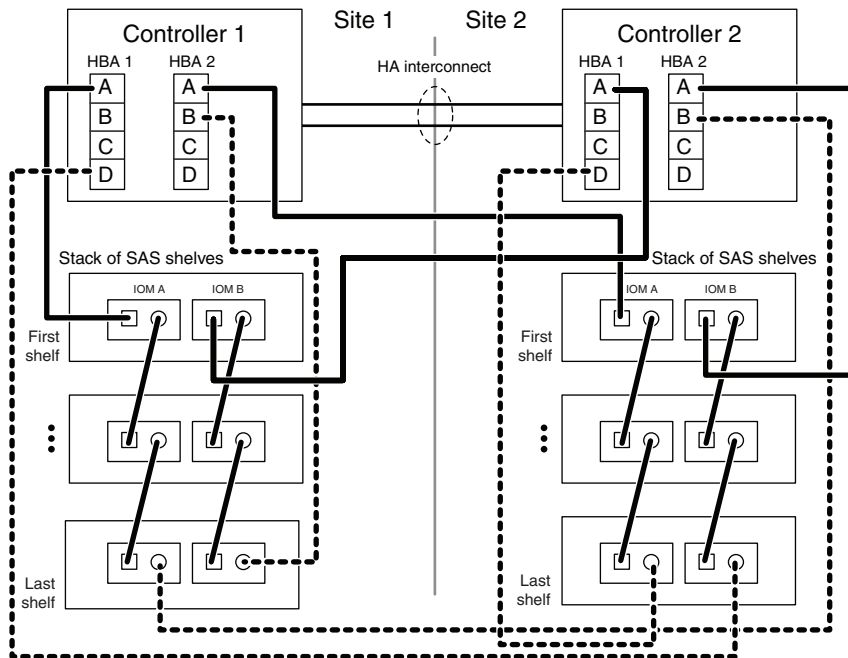 Site 1 Site 2
Controller 1
Controller 2
HBA 1 HBA 2
HA interconnect
HBA 1 HBA 2
A A
B B
C C
D D
A A
B B
C C
D D
Stack of SAS shelves
Stack of SAS shelves
IOM A IOM B
IOM A IOM B
First
shelf
First
shelf
Last
shelf
Last
shelf